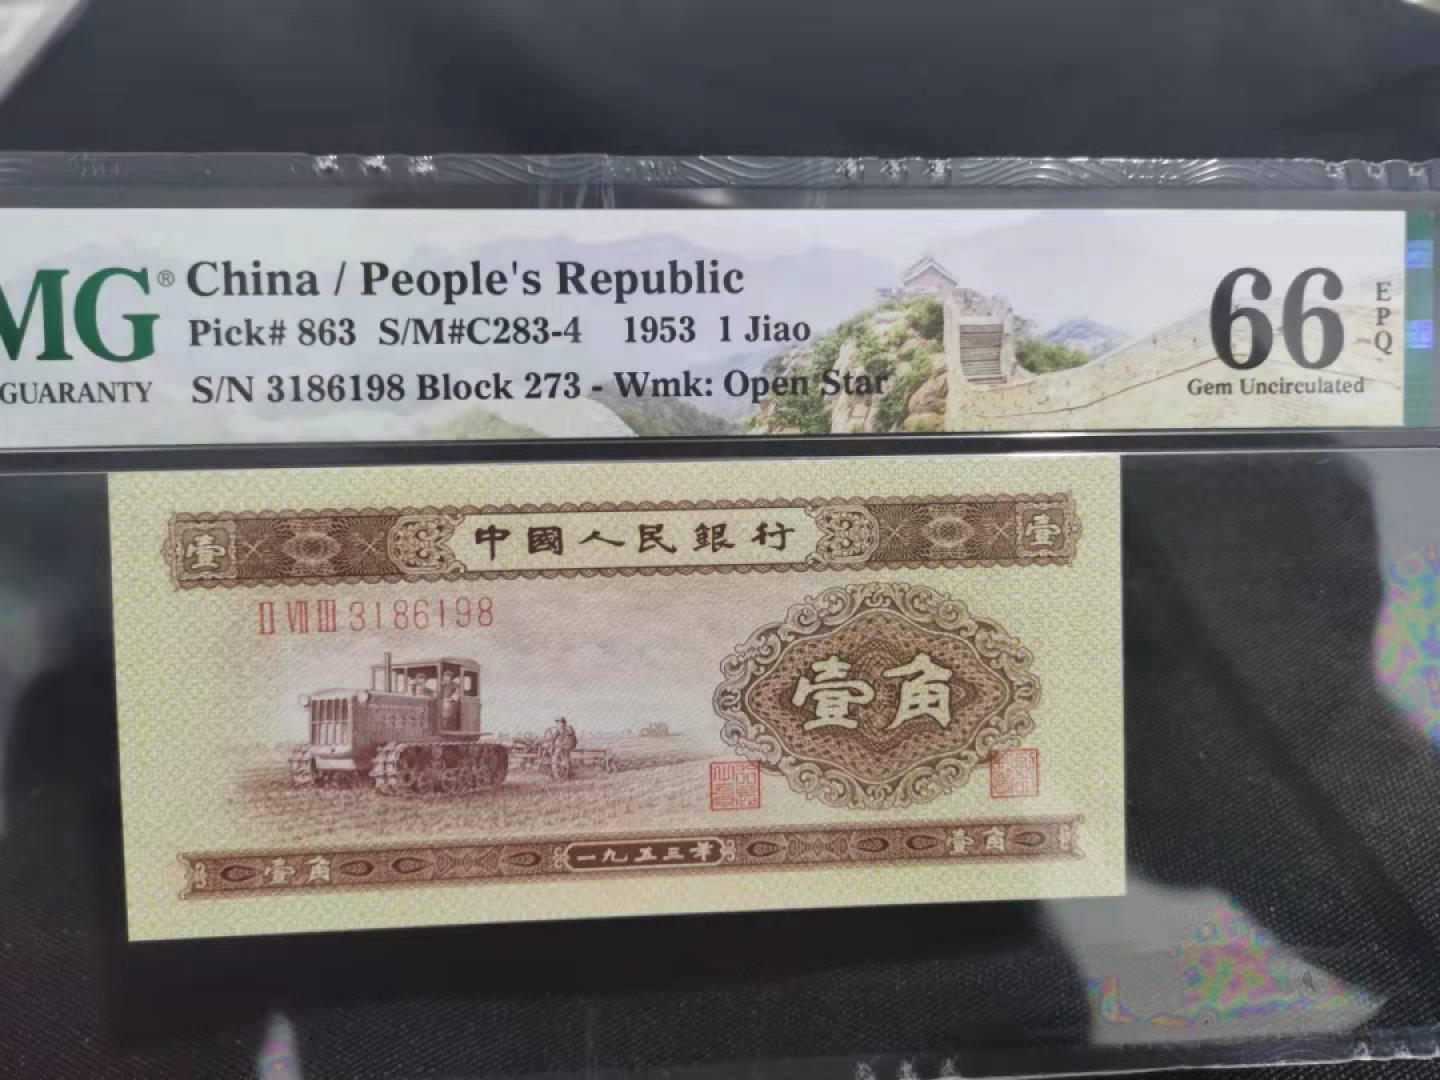 MG® China / People's Republic
Pick# 863 S/M#C283-4 1953 1 Jiao
GUARANTY S/N 3186198 Block 273 - Wmk: Open Star
66 EPQ
Gem Uncirculated
壹 中國人民銀行 壹
II VII III 3186198
壹角
壹角 一九五三年 壹角